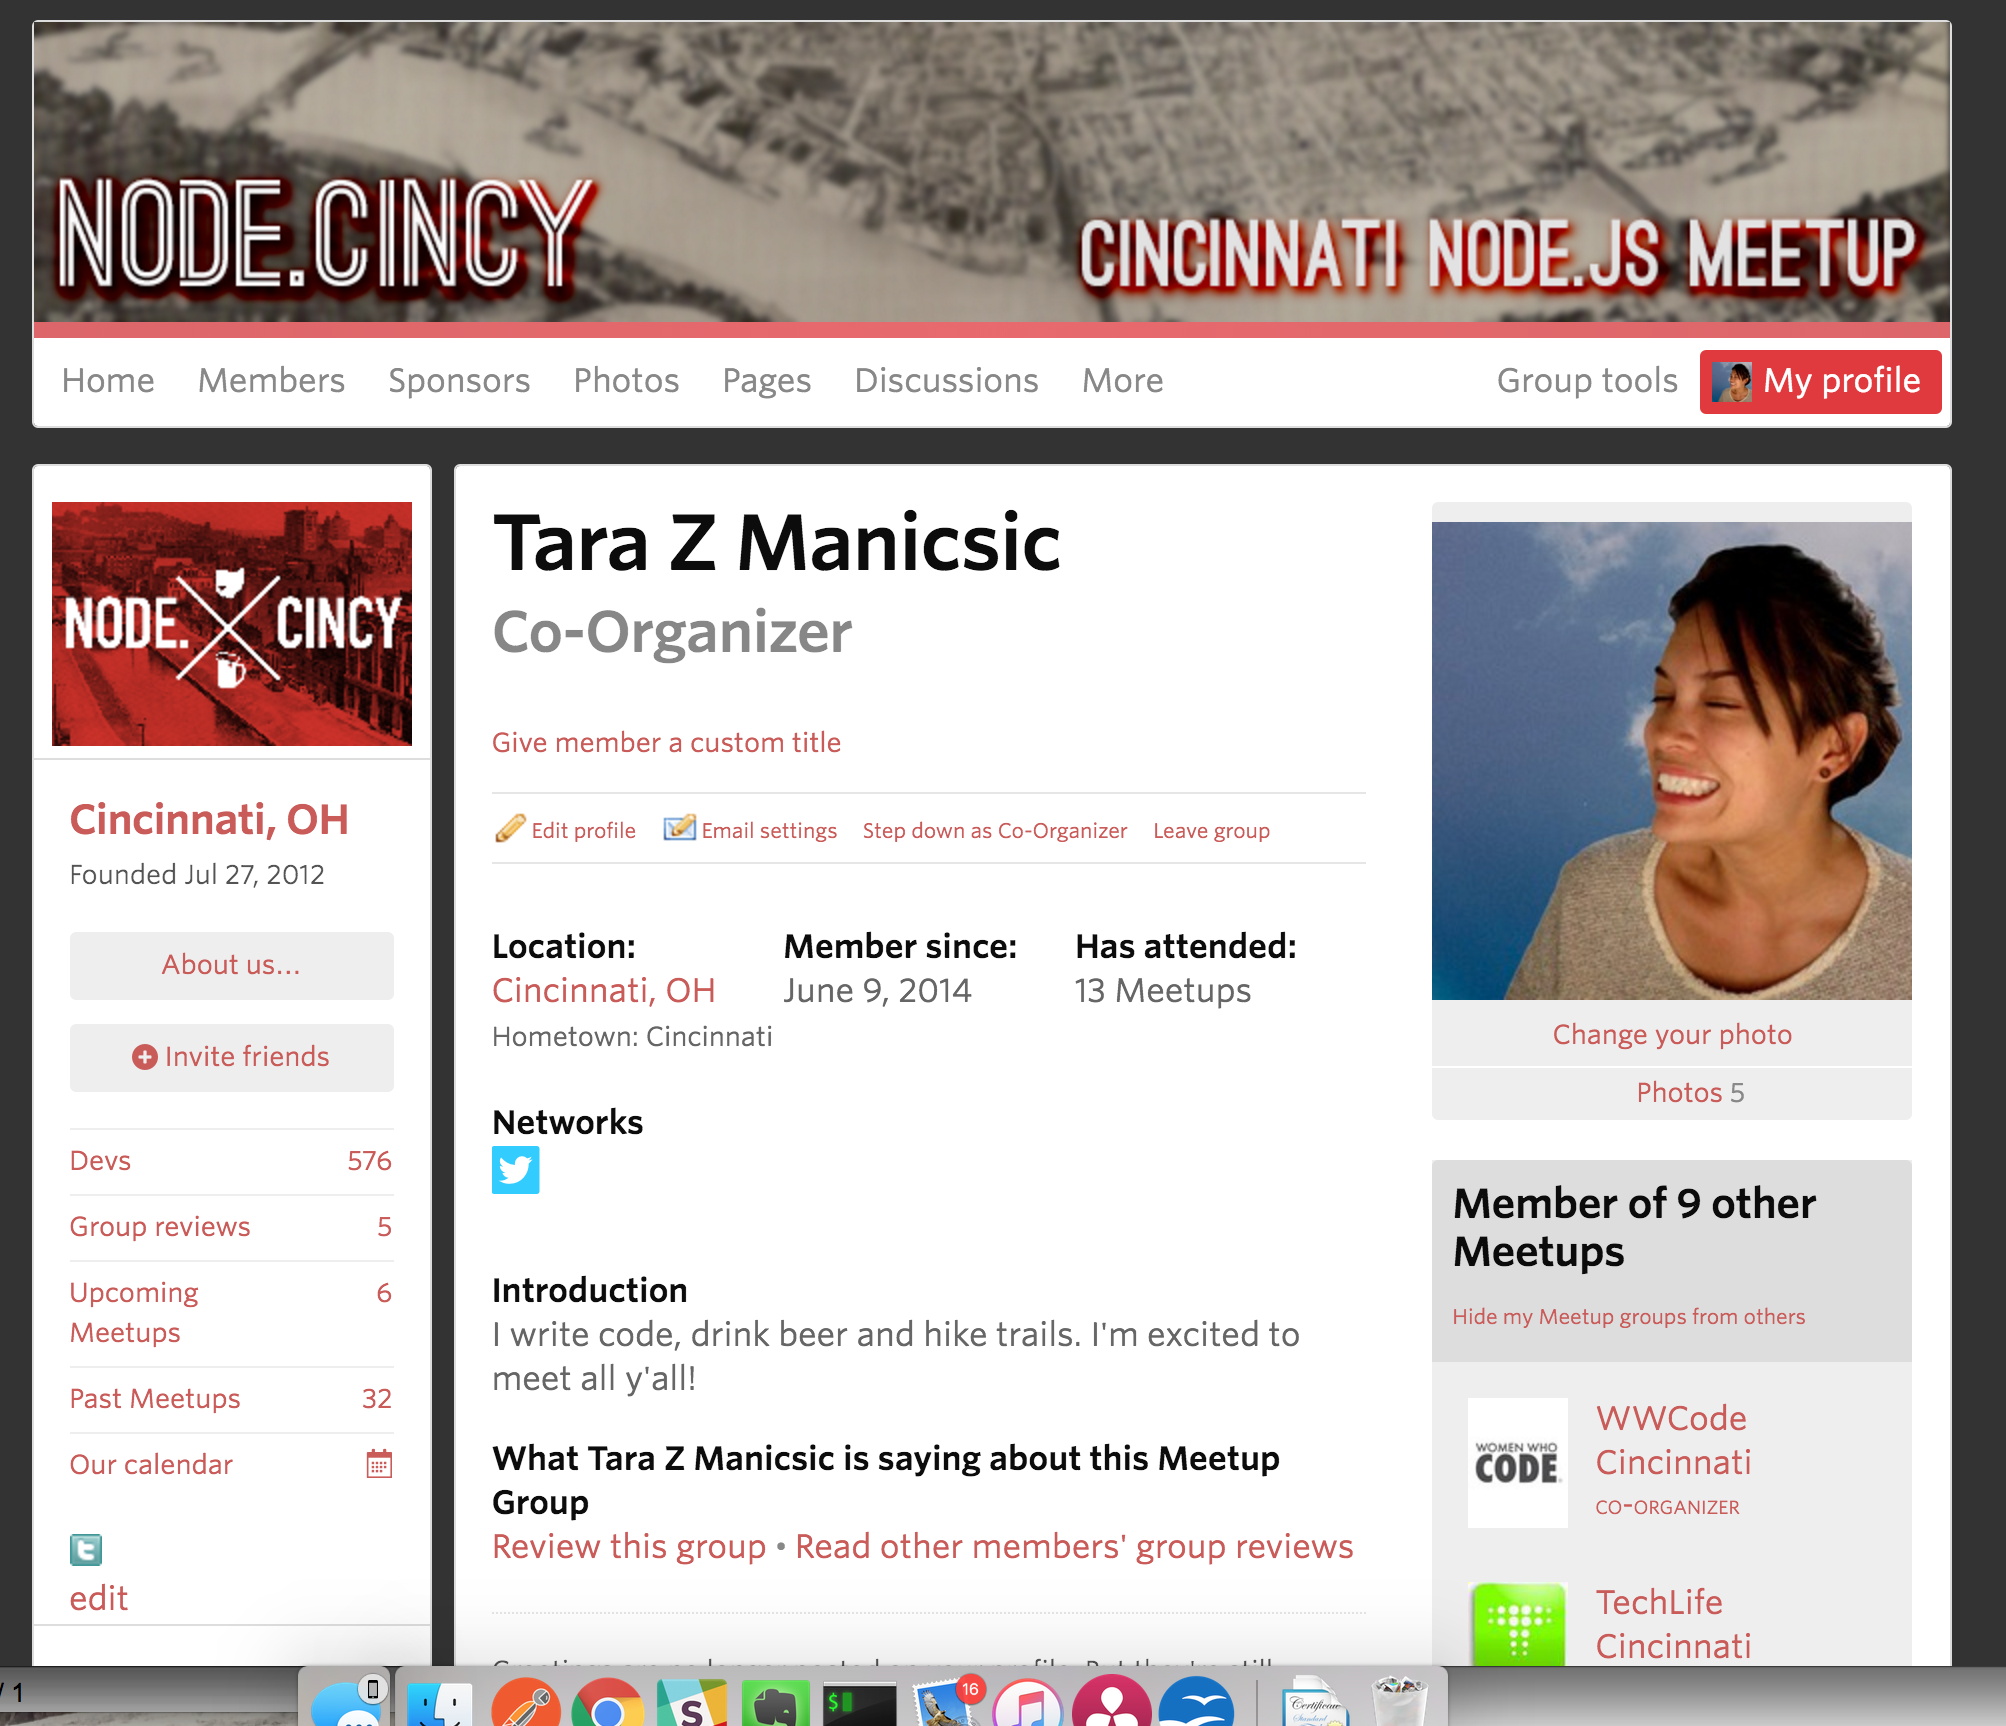 NODE.CINCY
CINCINNATI NODE.JS MEETUP
Home Members Sponsors Photos Pages Discussions More Group tools My profile
NODE. CINCY
Cincinnati, OH
Founded Jul 27, 2012
About us...
Invite friends
Devs 576
Group reviews 5
Upcoming 6
Meetups
Past Meetups 32
Our calendar
edit
Tara Z Manicsic
Co-Organizer
Give member a custom title
Edit profile Email settings Step down as Co-Organizer Leave group
Location: Member since: Has attended:
Cincinnati, OH June 9, 2014 13 Meetups
Hometown: Cincinnati
Networks
Introduction
I write code, drink beer and hike trails. I'm excited to
meet all y'all!
What Tara Z Manicsic is saying about this Meetup
Group
Review this group • Read other members' group reviews
Change your photo
Photos 5
Member of 9 other
Meetups
Hide my Meetup groups from others
WOMEN WHO
CODE
WWCode
Cincinnati
CO-ORGANIZER
TechLife
Cincinnati
/ 1
S
$
16
Standard